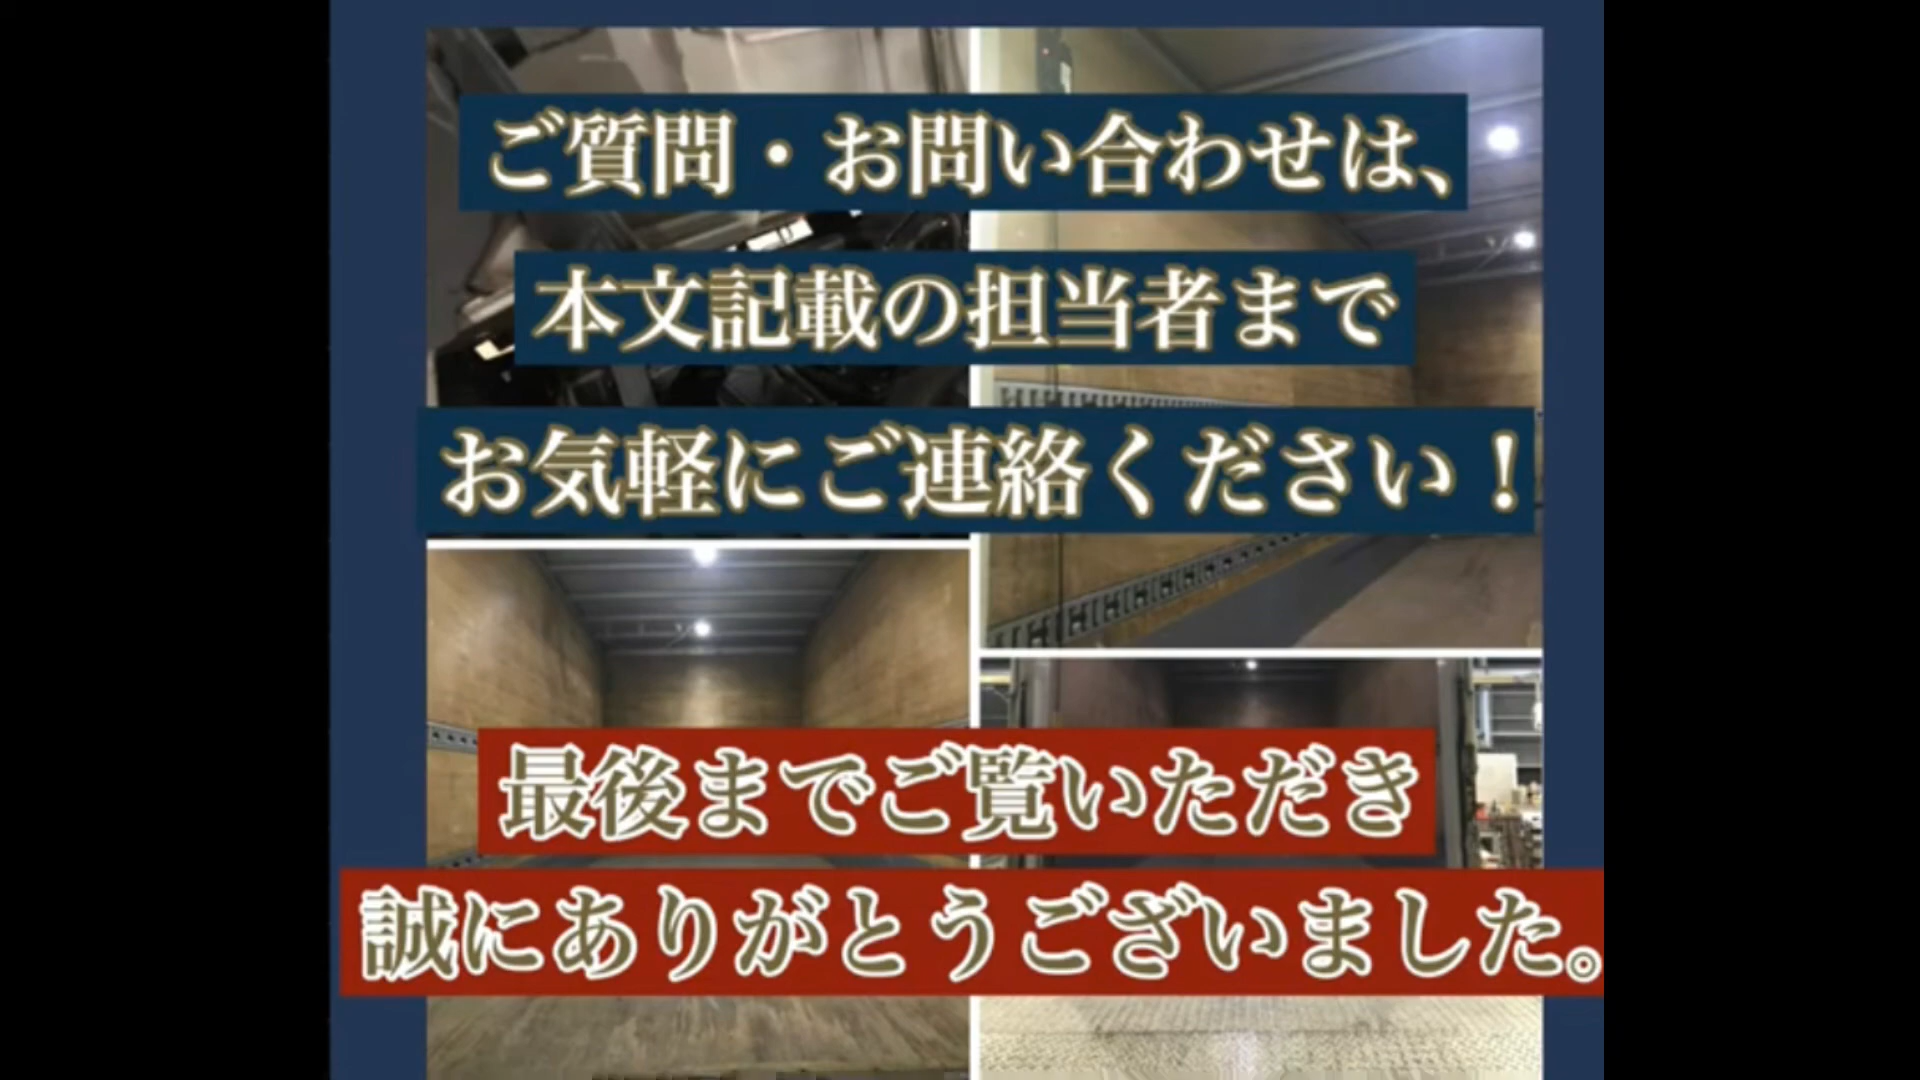 ご質問・お問い合わせは、
本文記載の担当者まで
お気軽にご連絡ください！
最後までご覧いただき
誠にありがとうございました。